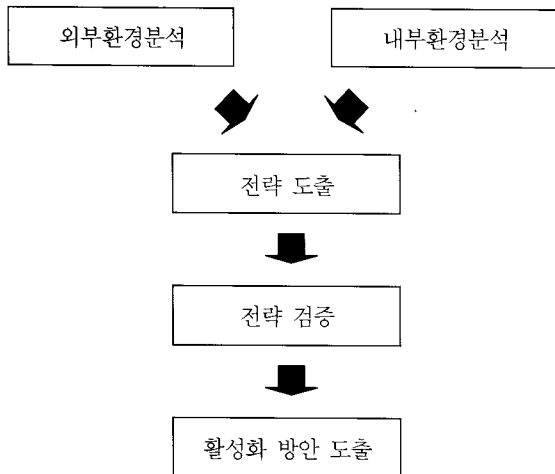 외부환경분석
내부환경분석
전략 도출
전략 검증
활성화 방안 도출